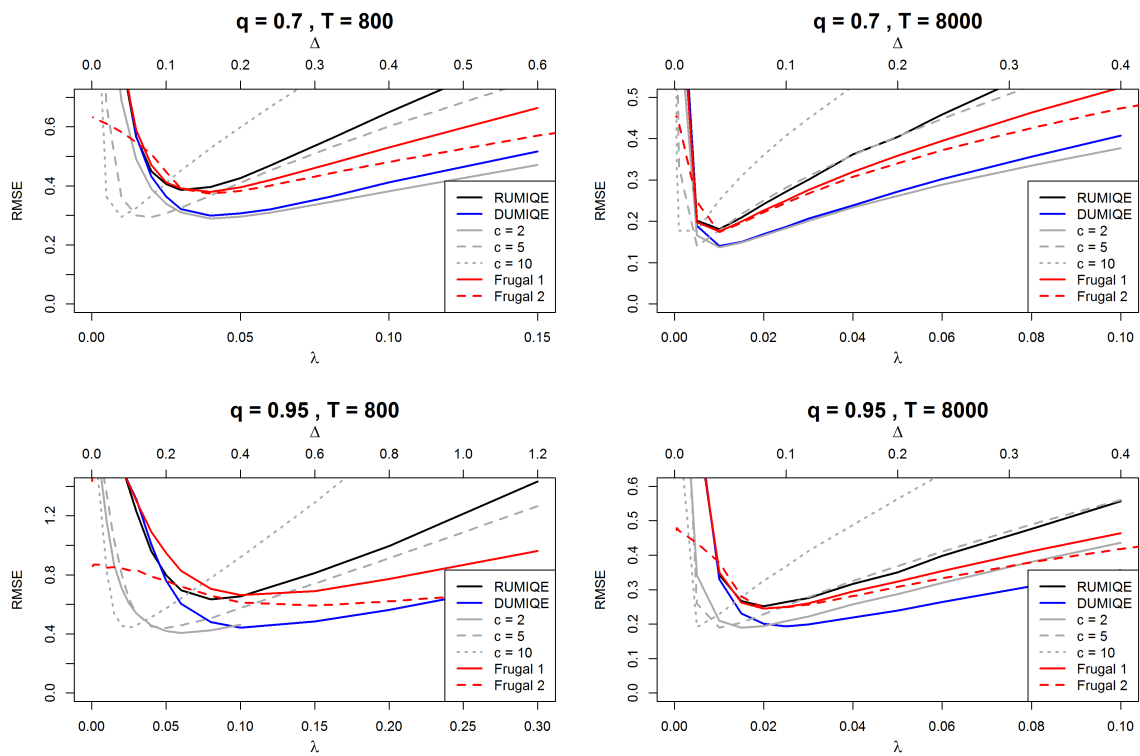 q = 0.7 , T = 800
Δ
0.0 0.1 0.2 0.3 0.4 0.5 0.6
RMSE
0.6
0.4
0.2
0.0
RUMIQE
DUMIQE
c = 2
c = 5
c = 10
Frugal 1
Frugal 2
0.00 0.05 0.10 0.15
λ
q = 0.7 , T = 8000
Δ
0.0 0.1 0.2 0.3 0.4
RMSE
0.5
0.4
0.3
0.2
0.1
0.0
RUMIQE
DUMIQE
c = 2
c = 5
c = 10
Frugal 1
Frugal 2
0.00 0.02 0.04 0.06 0.08 0.10
λ
q = 0.95 , T = 800
Δ
0.0 0.2 0.4 0.6 0.8 1.0 1.2
RMSE
1.2
0.8
0.4
0.0
RUMIQE
DUMIQE
c = 2
c = 5
c = 10
Frugal 1
Frugal 2
0.00 0.05 0.10 0.15 0.20 0.25 0.30
λ
q = 0.95 , T = 8000
Δ
0.0 0.1 0.2 0.3 0.4
RMSE
0.6
0.5
0.4
0.3
0.2
0.1
0.0
RUMIQE
DUMIQE
c = 2
c = 5
c = 10
Frugal 1
Frugal 2
0.00 0.02 0.04 0.06 0.08 0.10
λ